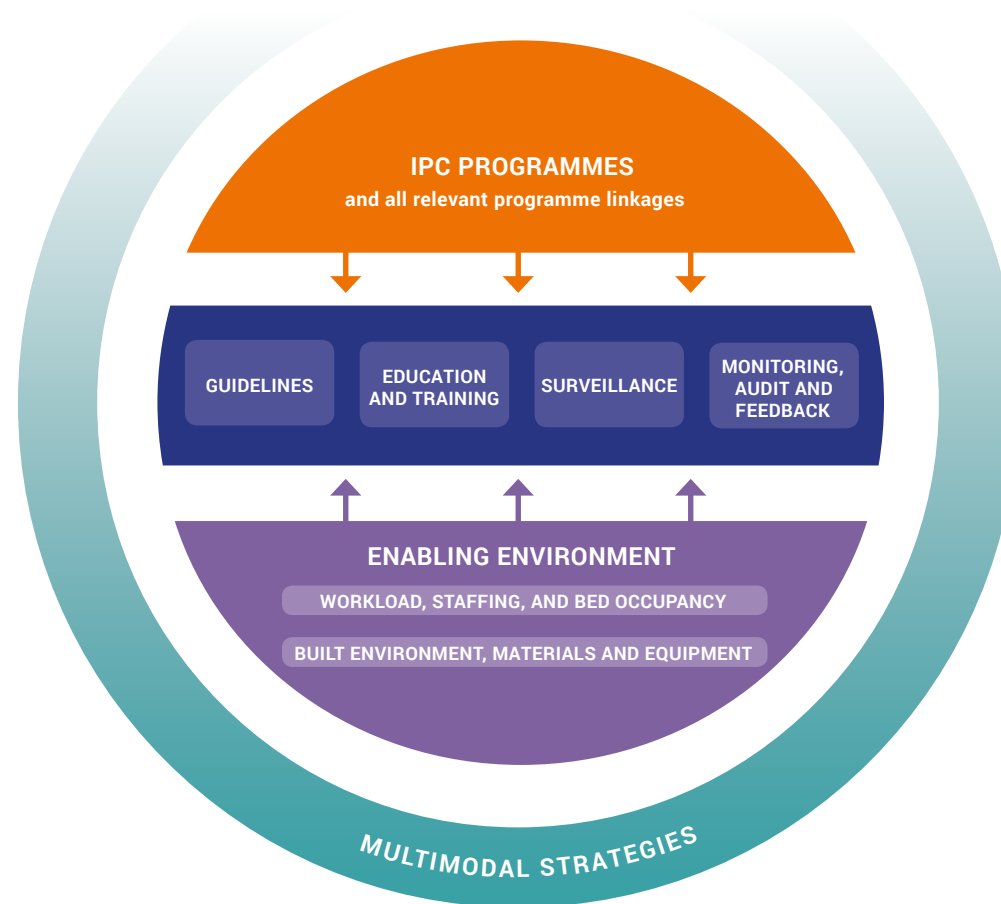 IPC PROGRAMMES
and all relevant programme linkages
GUIDELINES
EDUCATION
AND TRAINING
SURVEILLANCE
MONITORING,
AUDIT AND
FEEDBACK
ENABLING ENVIRONMENT
WORKLOAD, STAFFING, AND BED OCCUPANCY
BUILT ENVIRONMENT, MATERIALS AND EQUIPMENT
MULTIMODAL STRATEGIES